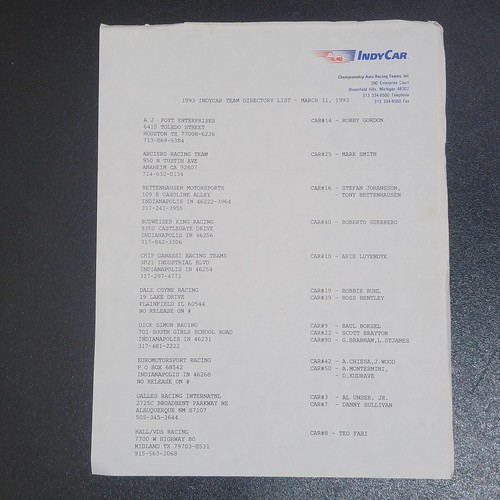 INDYCAR
Championship Auto Racing Teams, Inc
390 Enterprise Court
Bloomfield Hills, Michigan 48302
313 334-8500 Telephone
313 334-8560 Fax
1993 INDYCAR TEAM DIRECTORY LIST - MARCH 31, 1993
A J FOYT ENTERPRISES CAR#14 - ROBBY GORDON
6415 TOLEDO STREET
HOUSTON TX 77008-6226
713-869-5384
ARCIERO RACING TEAM CAR#25 - MARK SMITH
950 N TUSTIN AVE
ANAHEIM CA 92807
714-632-0134
BETTENHAUSEN MOTORSPORTS CAR#16 - STEFAN JOHANSSON,
109 E GASOLINE ALLEY - TONY BETTENHAUSEN
INDIANAPOLIS IN 46222-3964
317-241-3955
BUDWEISER KING RACING CAR#40 - ROBERTO GUERRERO
9350 CASTLEGATE DRIVE
INDIANAPOLIS IN 46256
317-842-3306
CHIP GANASSI RACING TEAMS CAR#10 - ARIE LUYENDYK
3821 INDUSTRIAL BLVD
INDIANAPOLIS IN 46254
317-297-4772
DALE COYNE RACING CAR#19 - ROBBIE BUHL
19 LAKE DRIVE CAR#39 - ROSS BENTLEY
PLAINFIELD IL 60544
NO RELEASE ON #
DICK SIMON RACING CAR#9 - RAUL BOESEL
701 SOUTH GIRLS SCHOOL ROAD CAR#22 - SCOTT BRAYTON
INDIANAPOLIS IN 46231 CAR#90 - G.BRABHAM,L.STJAMES
317-481-2222
EUROMOTORSPORT RACING CAR#42 - A.CHIESA,J.WOOD
P O BOX 68542 CAR#50 - A.MONTERMINI,
INDIANAPOLIS IN 46268 - D.KUDRAVE
NO RELEASE ON #
GALLES RACING INTERNATNL CAR#3 - AL UNSER, JR.
2725C BROADBENT PARKWAY NE CAR#7 - DANNY SULLIVAN
ALBUQUERQUE NM 87107
505-345-3644
HALL/VDS RACING CAR#8 - TEO FABI
7700 W HIGHWAY 80
MIDLAND TX 79703-8531
915-563-2068